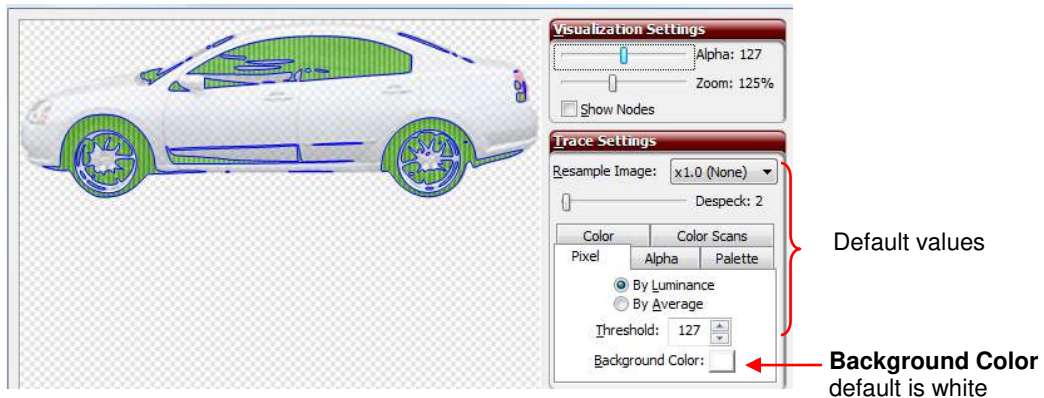 Visualization Settings
Alpha: 127
Zoom: 125%
Show Nodes
Trace Settings
Resample Image: x1.0 (None)
Despeck: 2
Color Color Scans
Pixel Alpha Palette
By Luminance
By Average
Threshold: 127
Background Color:
Default values
Background Color
default is white